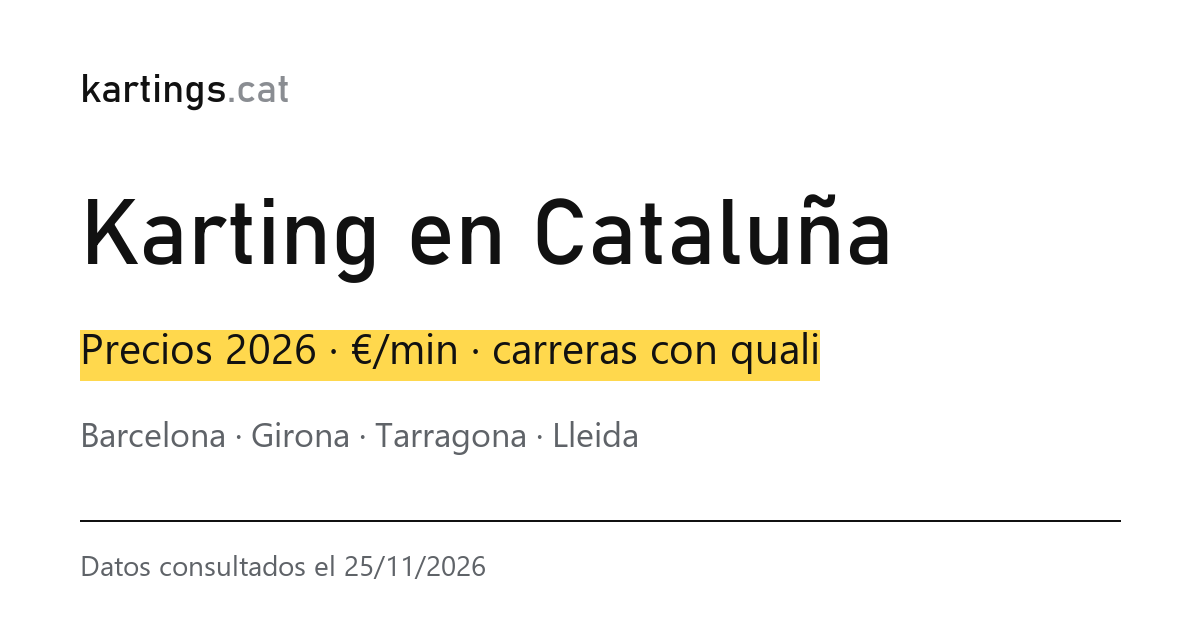 kartings.cat
Karting en Cataluña
Precios 2026 · €/min · carreras con quali
Barcelona · Girona · Tarragona · Lleida
Datos consultados el 25/11/2026